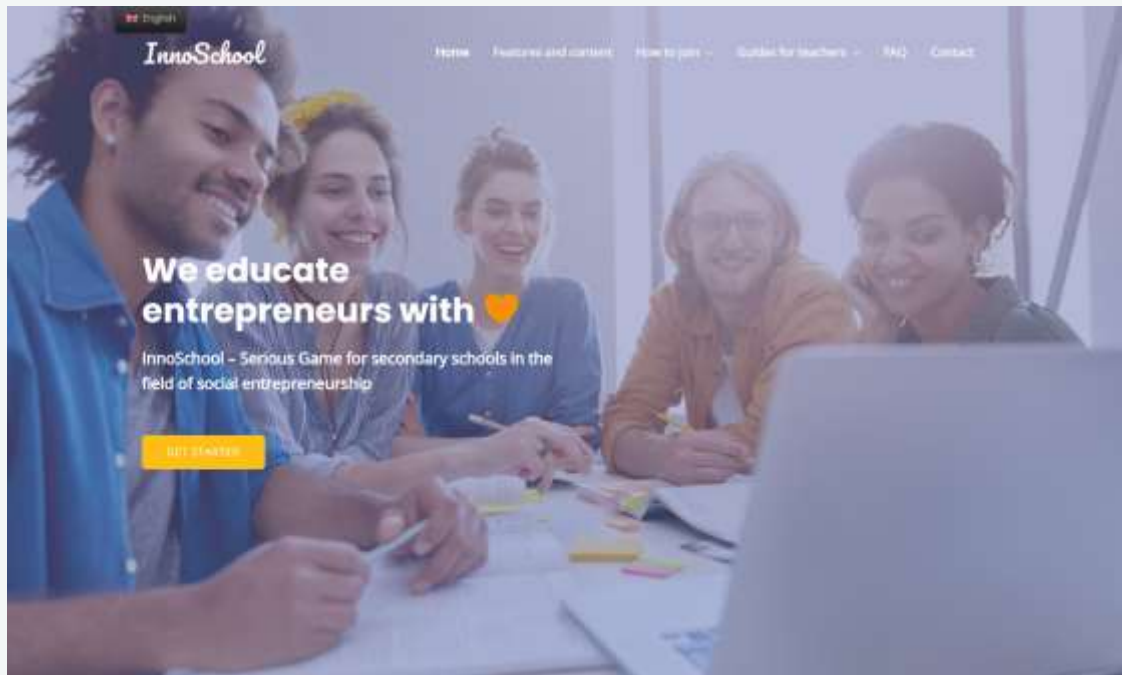 English
InnoSchool
Home Features and content How to join Guides for teachers FAQ Contact
We educate
entrepreneurs with 🧡
InnoSchool – Serious Game for secondary schools in the
field of social entrepreneurship
GET STARTED